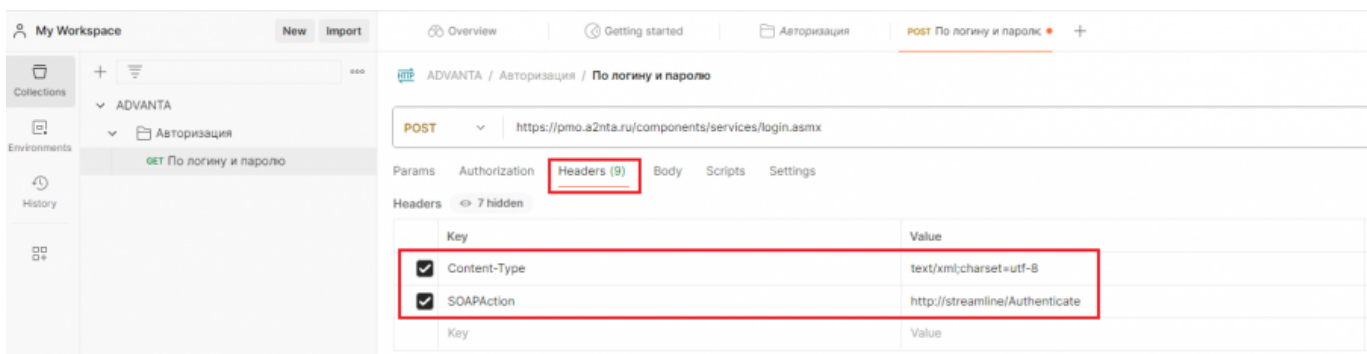 My Workspace New Import Overview Getting started Авторизация POST По логину и паролю
Collections
HTTP ADVANTA / Авторизация / По логину и паролю
ADVANTA
Environments
Авторизация
POST https://pmo.a2nta.ru/components/services/login.asmx
GET По логину и паролю
Params Authorization Headers (9) Body Scripts Settings
History
Headers 7 hidden
Key Value
Content-Type text/xml;charset=utf-8
SOAPAction http://streamline/Authenticate
Key Value